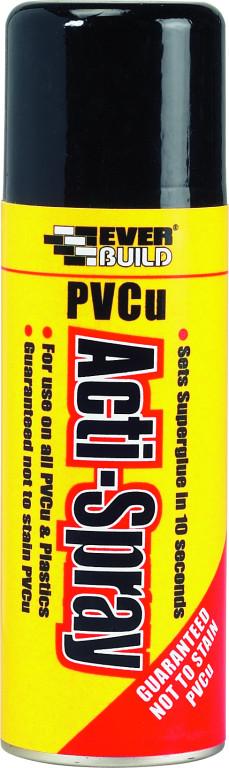 EVER
BUILD
PVCu
• Sets Superglue in 10 seconds
Acti-Spray
• For use on all PVCu & Plastics
• Guaranteed not to stain PVCu
GUARANTEED
NOT TO STAIN
PVCu